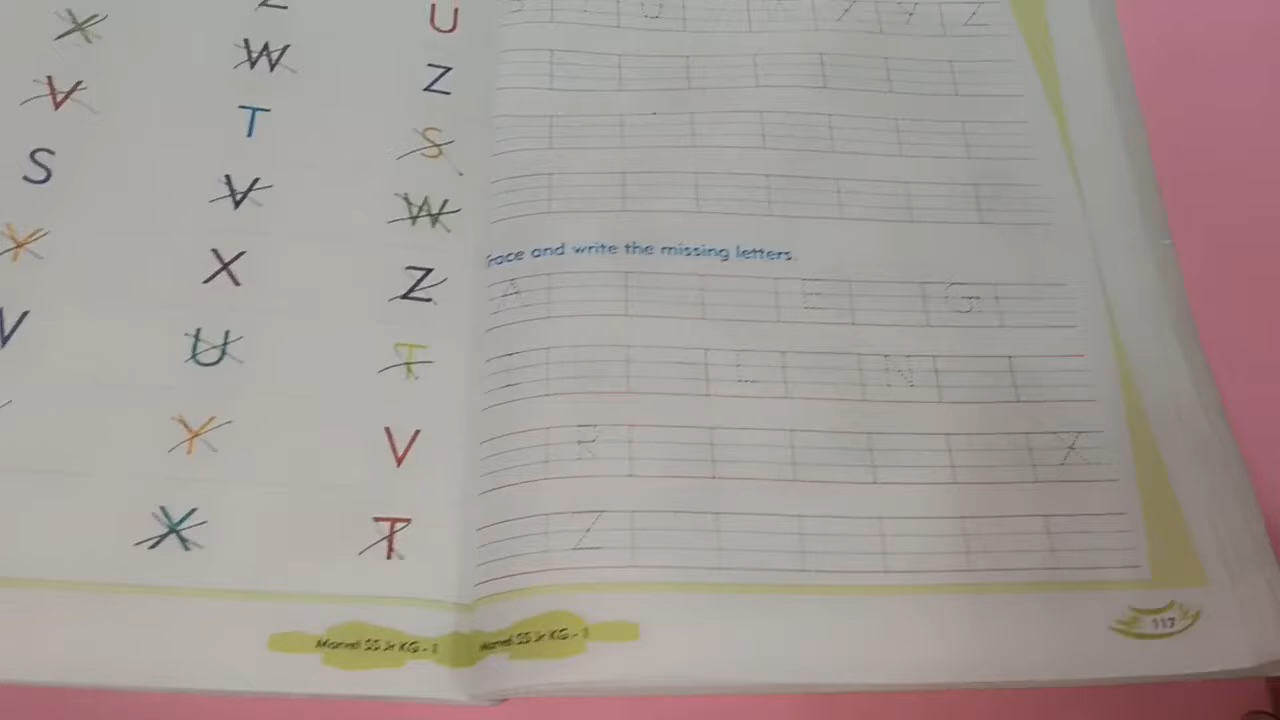 X W U
V T Z
S V S
Y X W
V U Z
Y T
X V
T
U Y Y Z
Trace and write the missing letters.
A E G
L N
R X
Z
117